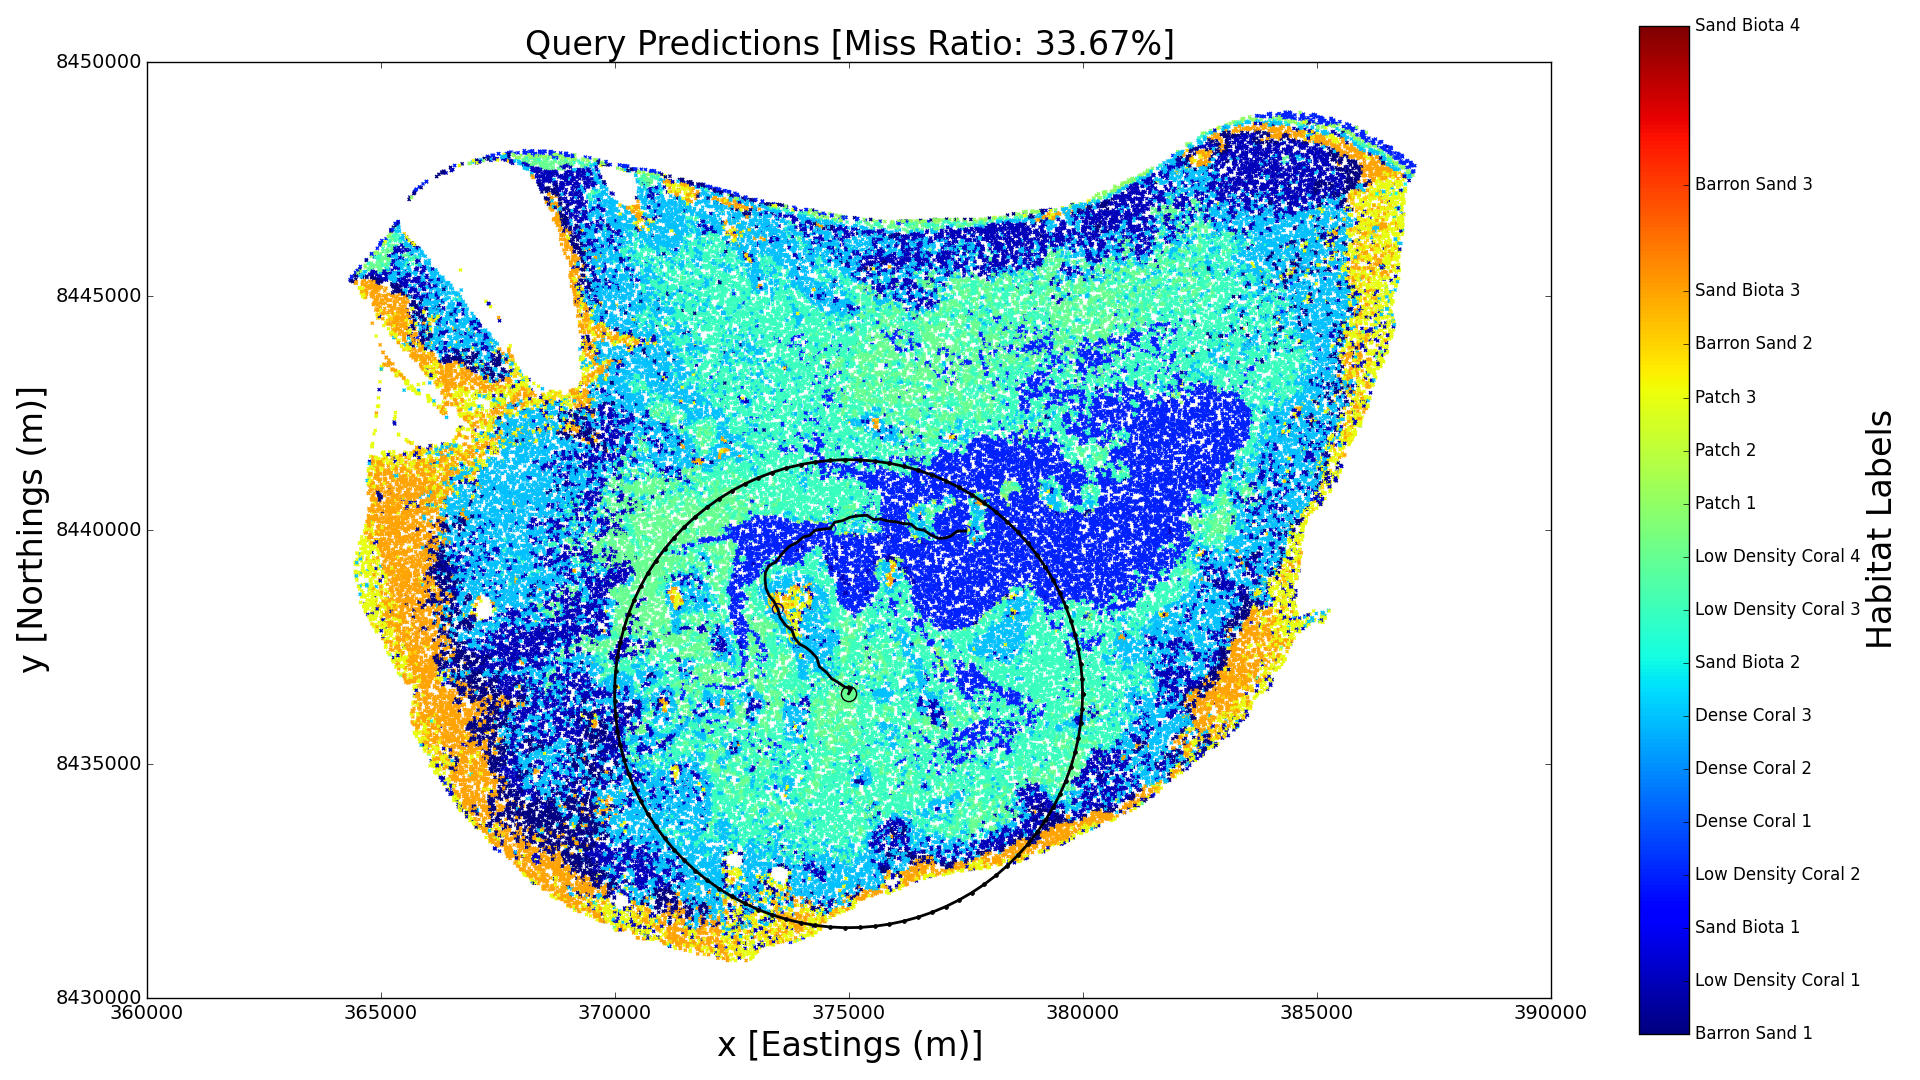 Query Predictions [Miss Ratio: 33.67%]
y [Northings (m)]
8450000
8445000
8440000
8435000
8430000
360000 365000 370000 375000 380000 385000 390000
x [Eastings (m)]
Sand Biota 4
Barron Sand 3
Sand Biota 3
Barron Sand 2
Patch 3
Patch 2
Patch 1
Low Density Coral 4
Low Density Coral 3
Sand Biota 2
Dense Coral 3
Dense Coral 2
Dense Coral 1
Low Density Coral 2
Sand Biota 1
Low Density Coral 1
Barron Sand 1
Habitat Labels